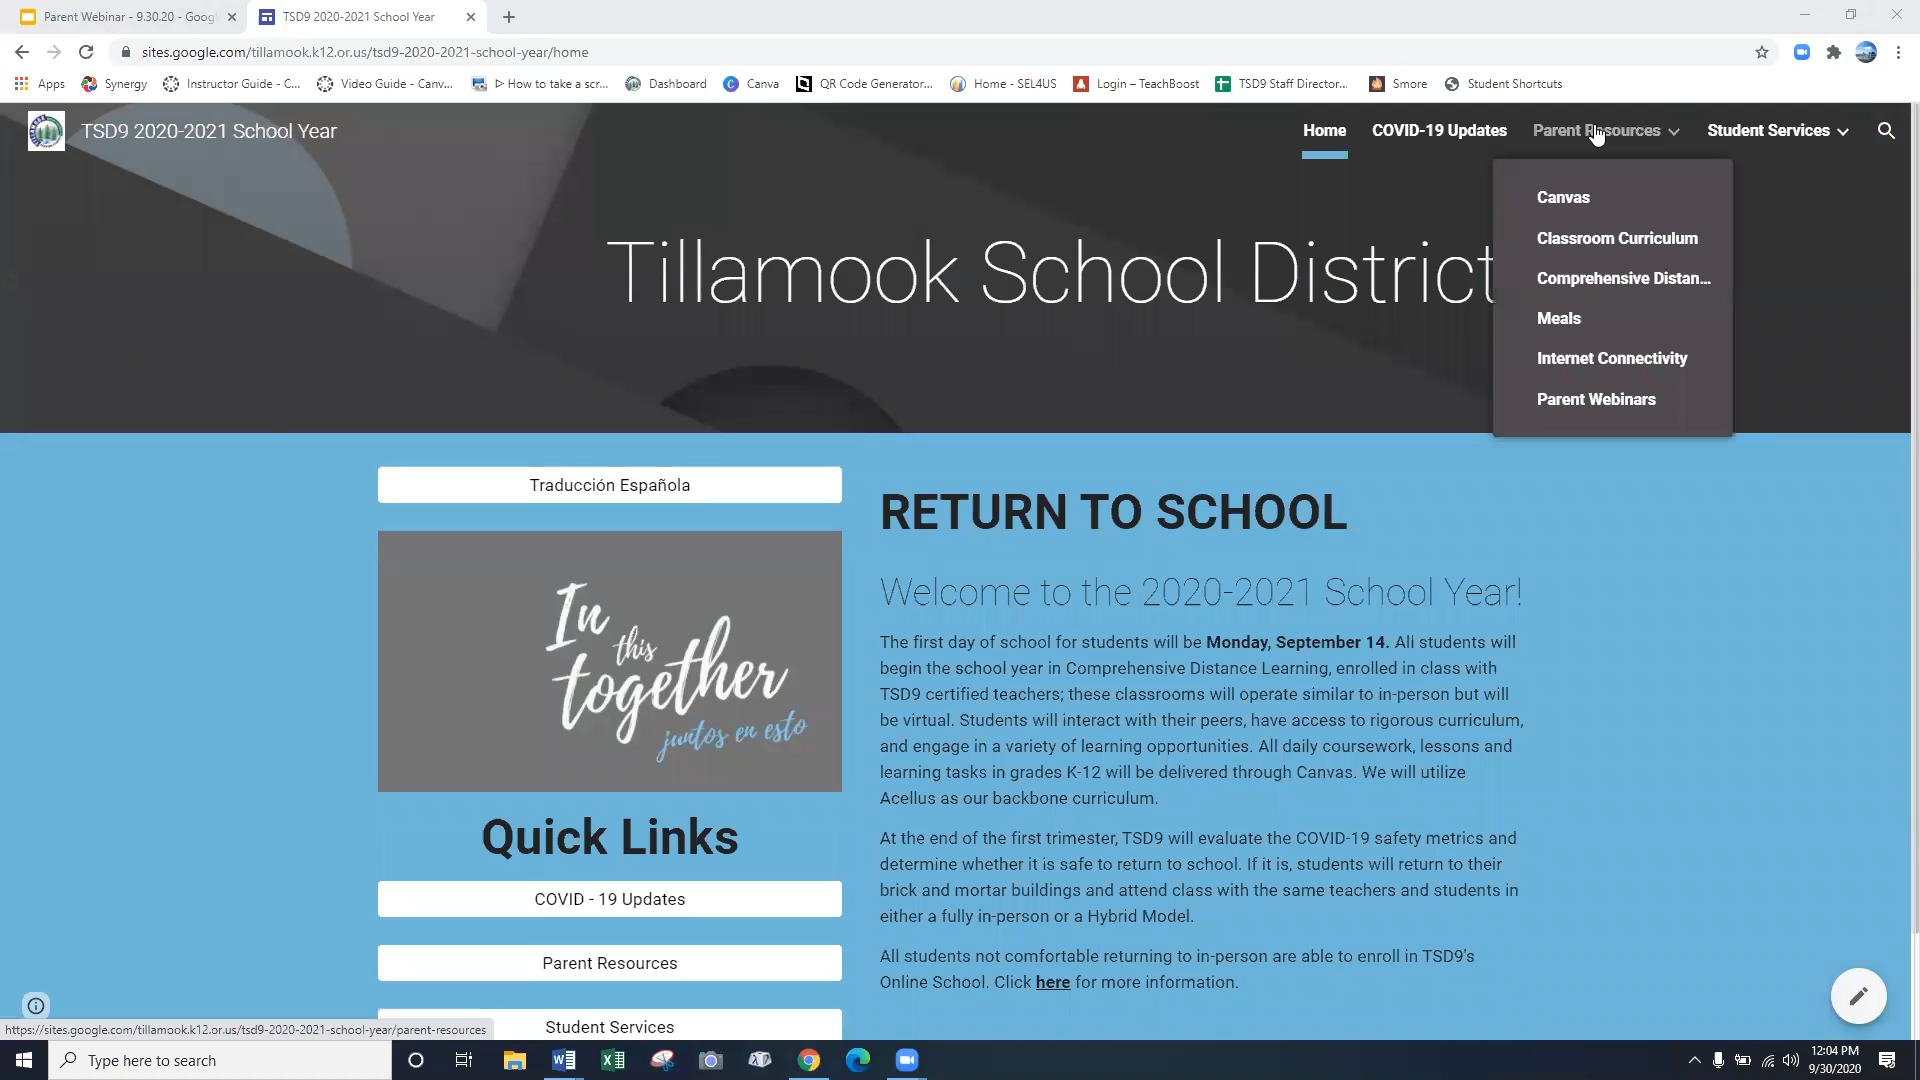 Parent Webinar - 9.30.20 - Goog
TSD9 2020-2021 School Year
sites.google.com/tillamook.k12.or.us/tsd9-2020-2021-school-year/home
Apps
Synergy
Instructor Guide - C...
Video Guide - Canv...
How to take a scr...
Dashboard
Canva
QR Code Generator...
Home - SEL4US
Login – TeachBoost
TSD9 Staff Director...
Smore
Student Shortcuts
TSD9 2020-2021 School Year
Home
COVID-19 Updates
Parent Resources
Student Services
Canvas
Classroom Curriculum
Comprehensive Distan...
Meals
Internet Connectivity
Parent Webinars
Tillamook School District
Traducción Española
In
this
together
juntos en esto
Quick Links
COVID - 19 Updates
Parent Resources
Student Services
RETURN TO SCHOOL
Welcome to the 2020-2021 School Year!
The first day of school for students will be Monday, September 14. All students will
begin the school year in Comprehensive Distance Learning, enrolled in class with
TSD9 certified teachers; these classrooms will operate similar to in-person but will
be virtual. Students will interact with their peers, have access to rigorous curriculum,
and engage in a variety of learning opportunities. All daily coursework, lessons and
learning tasks in grades K-12 will be delivered through Canvas. We will utilize
Acellus as our backbone curriculum.
At the end of the first trimester, TSD9 will evaluate the COVID-19 safety metrics and
determine whether it is safe to return to school. If it is, students will return to their
brick and mortar buildings and attend class with the same teachers and students in
either a fully in-person or a Hybrid Model.
All students not comfortable returning to in-person are able to enroll in TSD9's
Online School. Click here for more information.
https://sites.google.com/tillamook.k12.or.us/tsd9-2020-2021-school-year/parent-resources
Type here to search
12:04 PM
9/30/2020